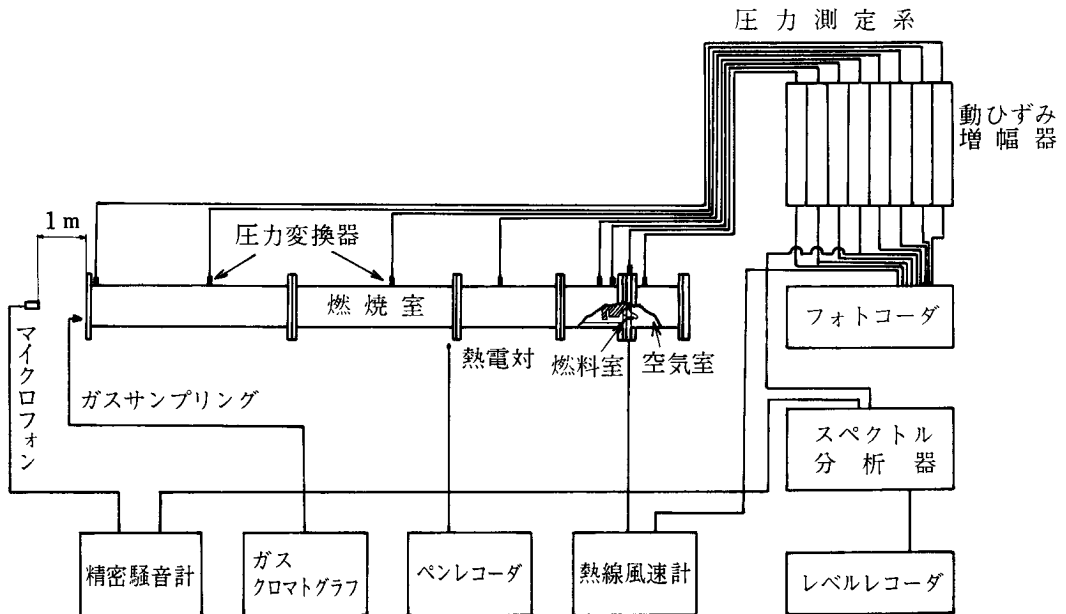 圧力測定系
動ひずみ
増幅器
1m
圧力変換器
燃焼室
フォトコーダ
マイクロフォン
熱電対
燃料室
空気室
ガスサンプリング
スペクトル
分析器
精密騒音計
ガス
クロマトグラフ
ペンレコーダ
熱線風速計
レベルレコーダ